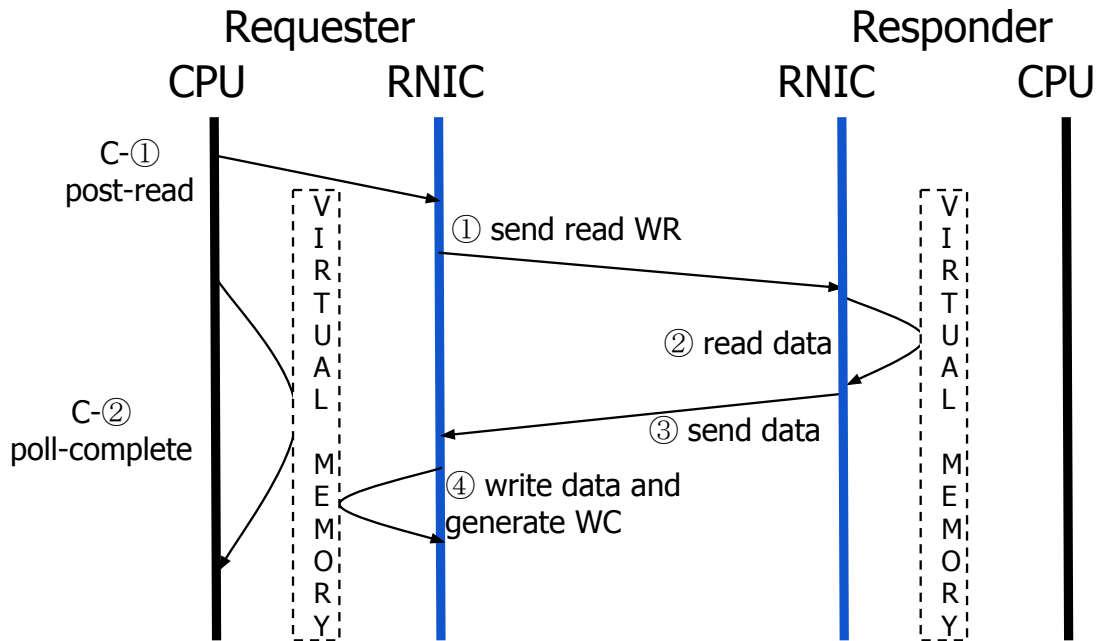 Requester
Responder
CPU
RNIC
RNIC
CPU
C-①
post-read
① send read WR
② read data
C-②
poll-complete
③ send data
④ write data and
generate WC
VIRTUAL MEMORY
VIRTUAL MEMORY